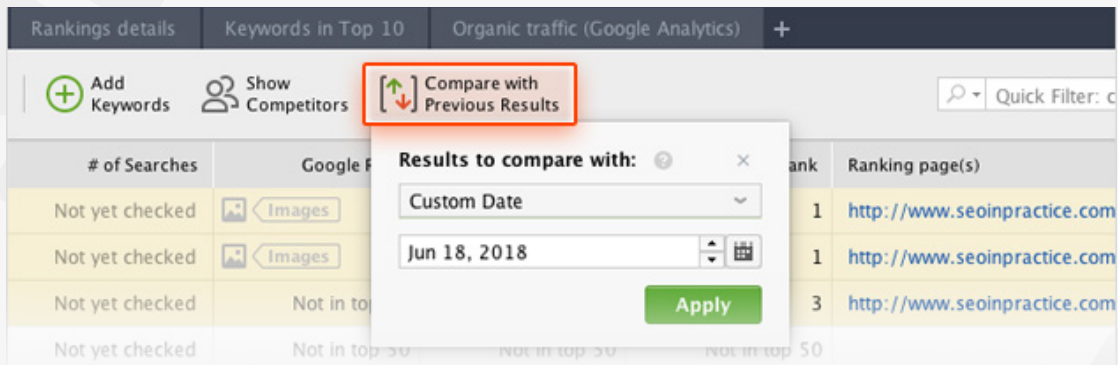 Rankings details Keywords in Top 10 Organic traffic (Google Analytics) +
Add Keywords Show Competitors Compare with Previous Results Quick Filter:
Results to compare with: ? ×
# of Searches Google ank Ranking page(s)
Custom Date
Not yet checked Images 1 http://www.seoinpractice.com
Jun 18, 2018
Not yet checked Images 1 http://www.seoinpractice.com
Not yet checked Not in to Apply 3 http://www.seoinpractice.com
Not yet checked Not in top 50 Not in top 50 Not in top 50